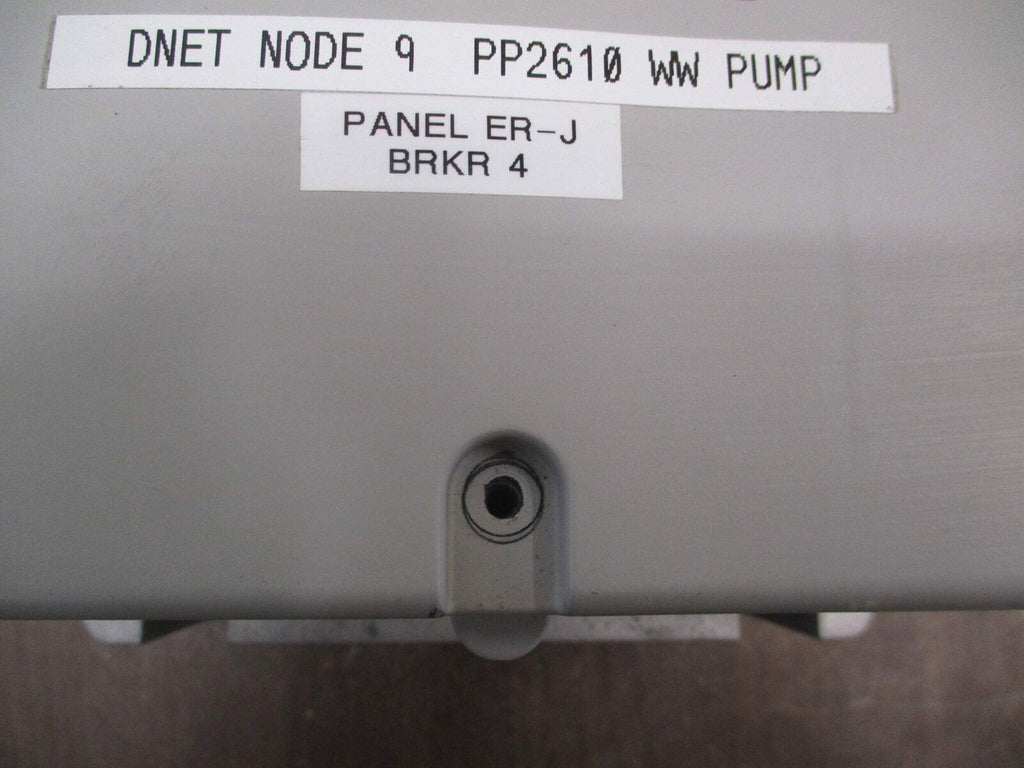 DNET NODE 9 PP2610 WW PUMP
PANEL ER-J
BRKR 4